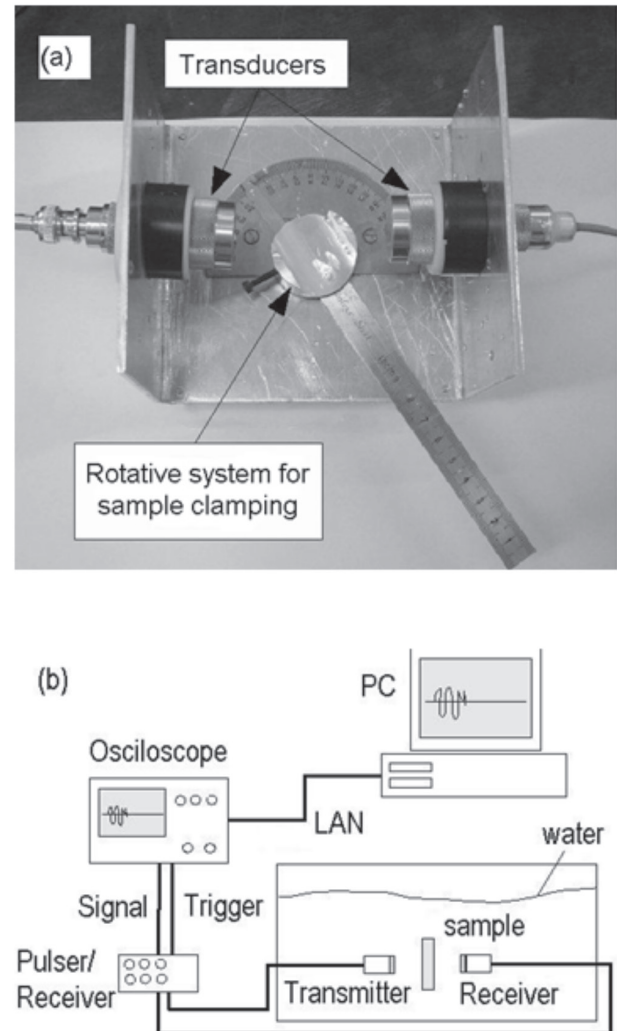 (a)
Transducers
Rotative system for
sample clamping
(b)
PC
Osciloscope
LAN
water
Signal
Trigger
sample
Pulser/
Receiver
Transmitter
Receiver